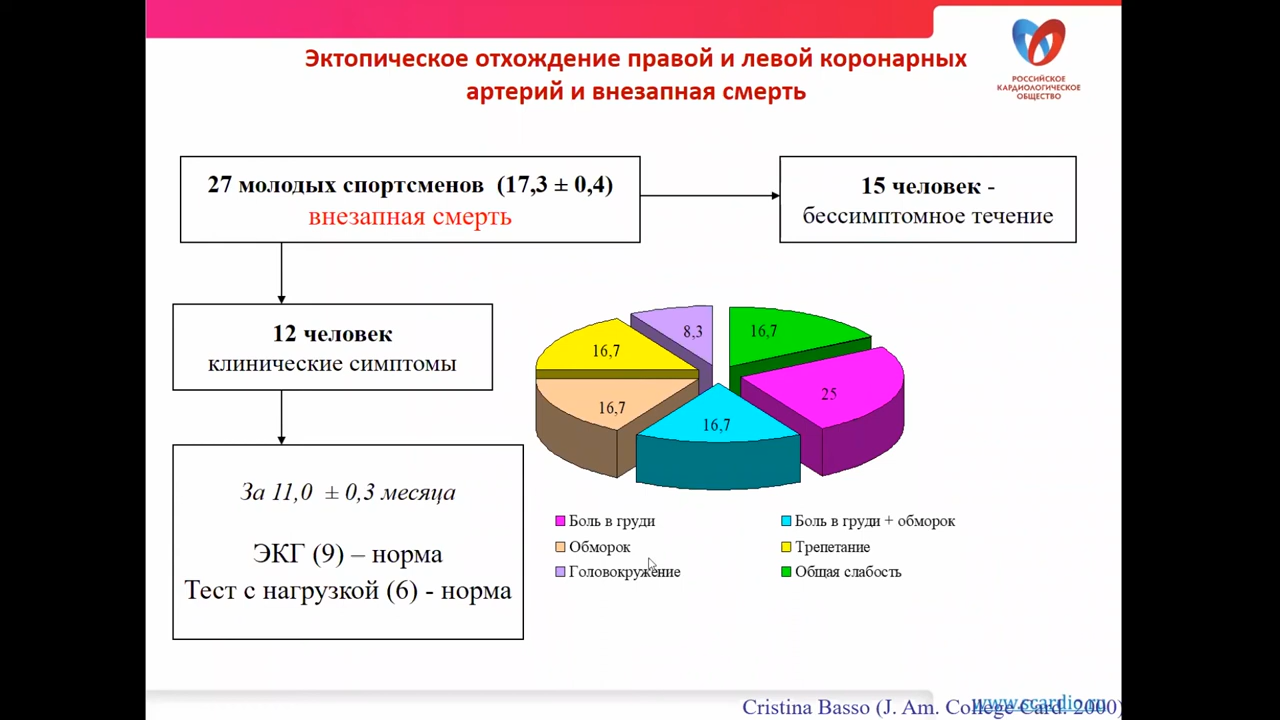 Эктопическое отхождение правой и левой коронарных
артерий и внезапная смерть
РОССИЙСКОЕ
КАРДИОЛОГИЧЕСКОЕ
ОБЩЕСТВО
27 молодых спортсменов (17,3 ± 0,4)
внезапная смерть
15 человек -
бессимптомное течение
12 человек
клинические симптомы
За 11,0 ± 0,3 месяца
ЭКГ (9) – норма
Тест с нагрузкой (6) - норма
8,3
16,7
16,7
25
16,7
16,7
Боль в груди
Боль в груди + обморок
Обморок
Трепетание
Головокружение
Общая слабость
www.scardio.ru
Cristina Basso (J. Am. College Card. 2000)